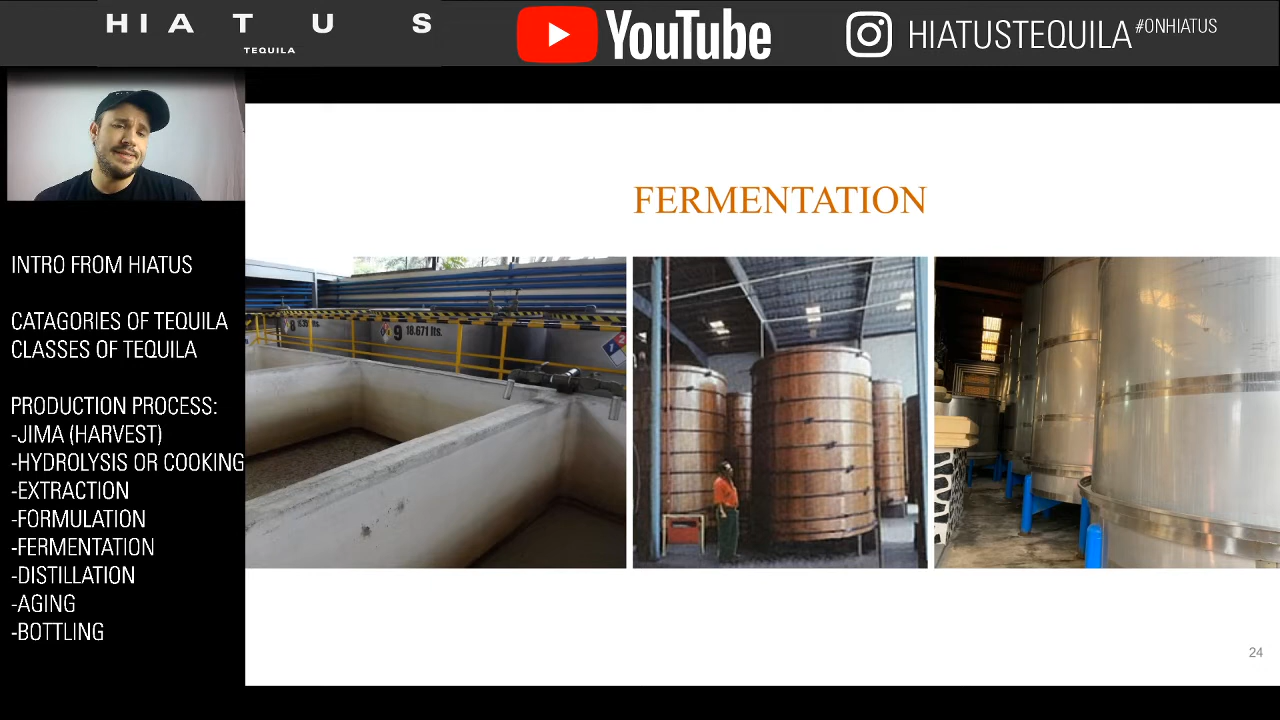 HIATUS
TEQUILA
YouTube
HIATUSTEQUILA #ONHIATUS
INTRO FROM HIATUS
CATAGORIES OF TEQUILA
CLASSES OF TEQUILA
PRODUCTION PROCESS:
-JIMA (HARVEST)
-HYDROLYSIS OR COOKING
-EXTRACTION
-FORMULATION
-FERMENTATION
-DISTILLATION
-AGING
-BOTTLING
FERMENTATION
9 18.671 lts.
24